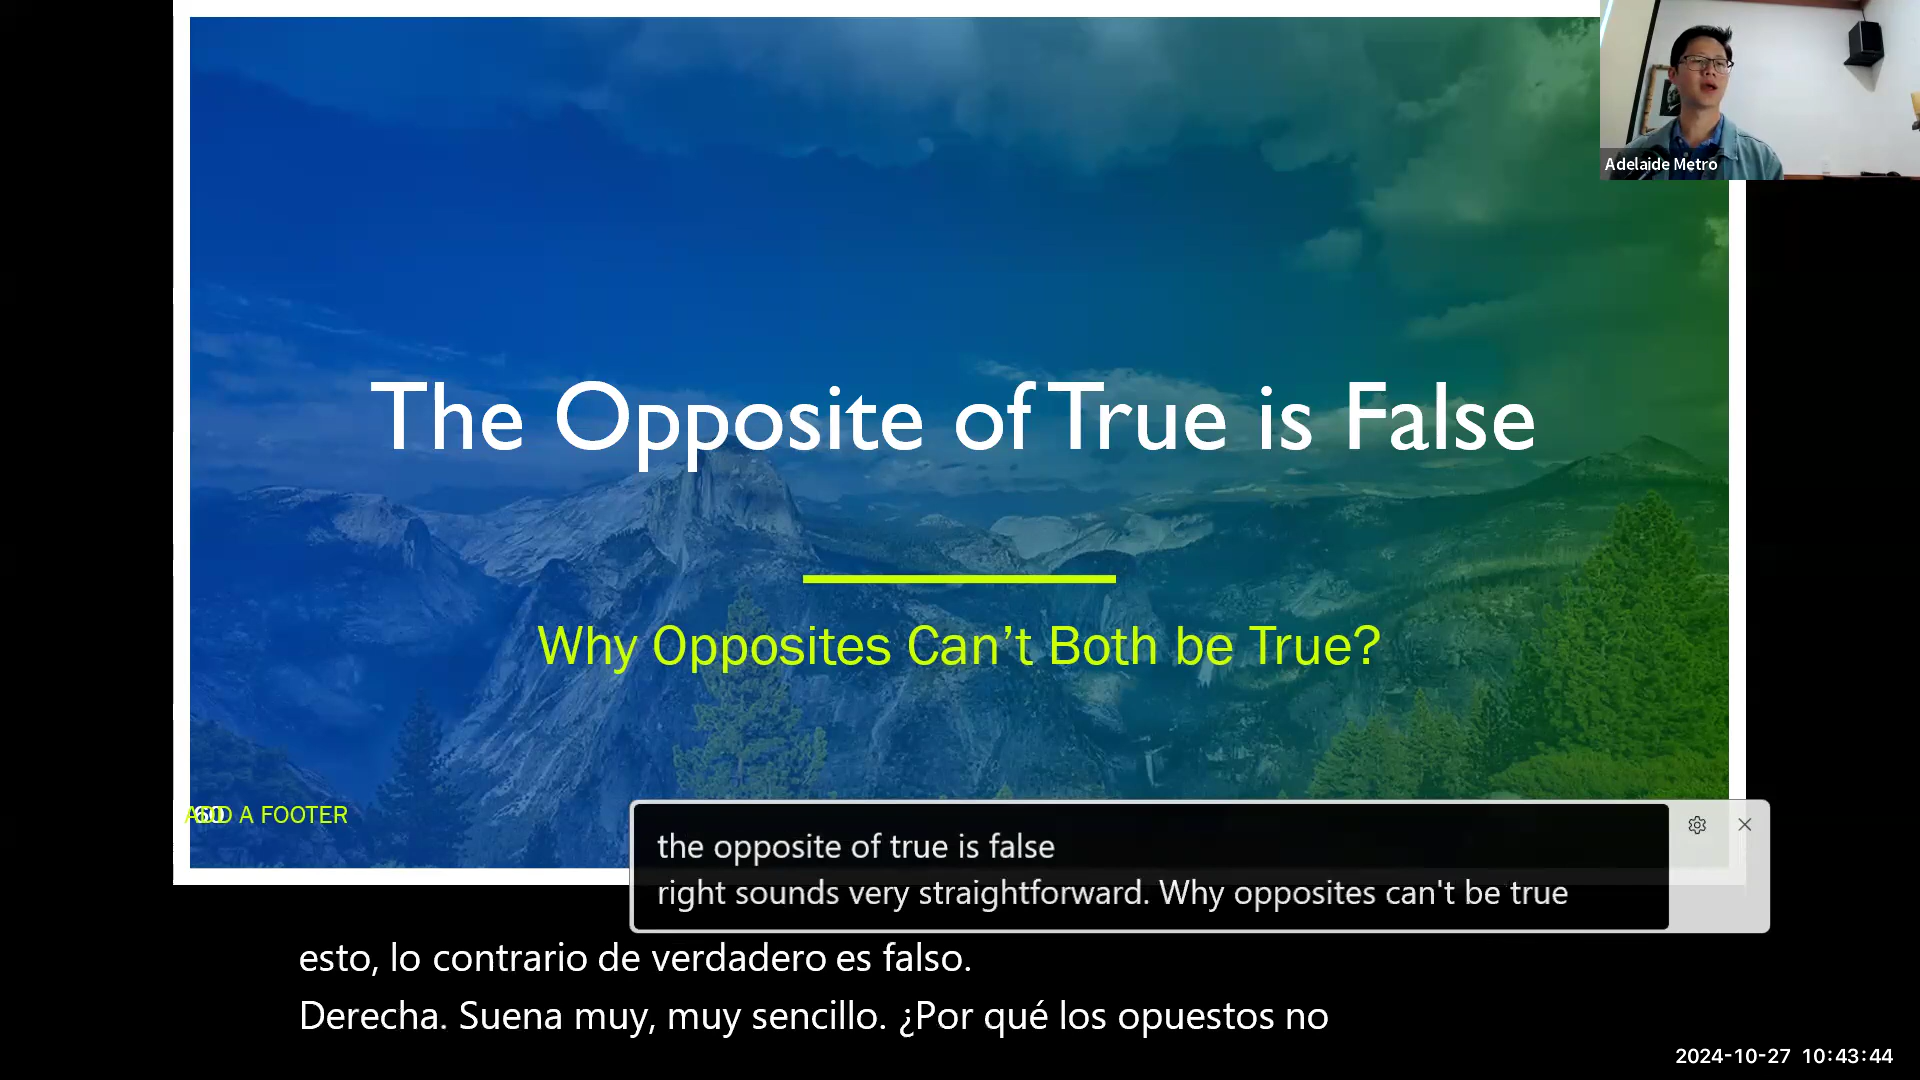 Adelaide Metro
The Opposite of True is False
Why Opposites Can't Both be True?
ADD A FOOTER
60
the opposite of true is false
right sounds very straightforward. Why opposites can't be true
esto, lo contrario de verdadero es falso.
Derecha. Suena muy, muy sencillo. ¿Por qué los opuestos no
2024-10-27 10:43:44